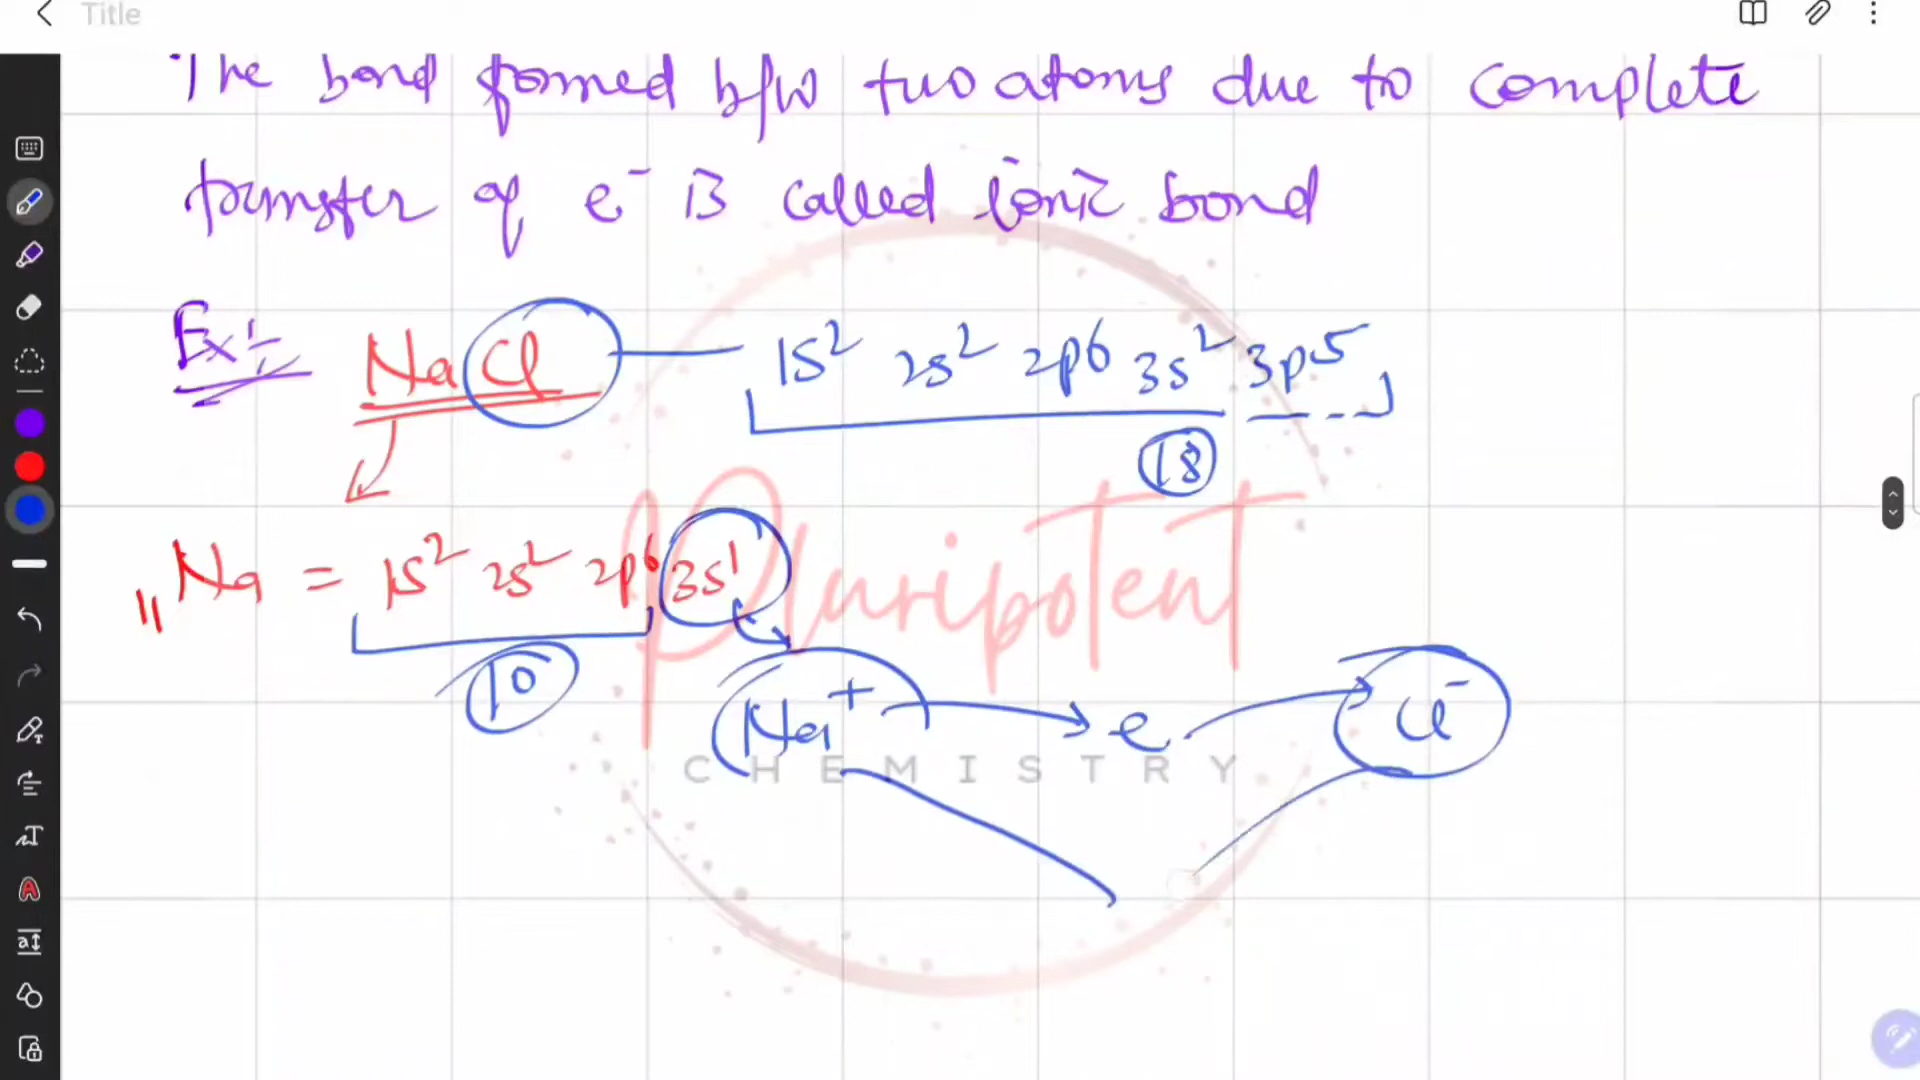 Title
The bond formed b/w two atoms due to complete
transfer of e⁻ is called ionic bond
Ex:- NaCl — 1s² 2s² 2p⁶ 3s² 3p⁵
18
11Na = 1s² 2s² 2p⁶ 3s¹
Pluripotent
10
Na⁺ → e → Cl⁻
CHEMISTRY